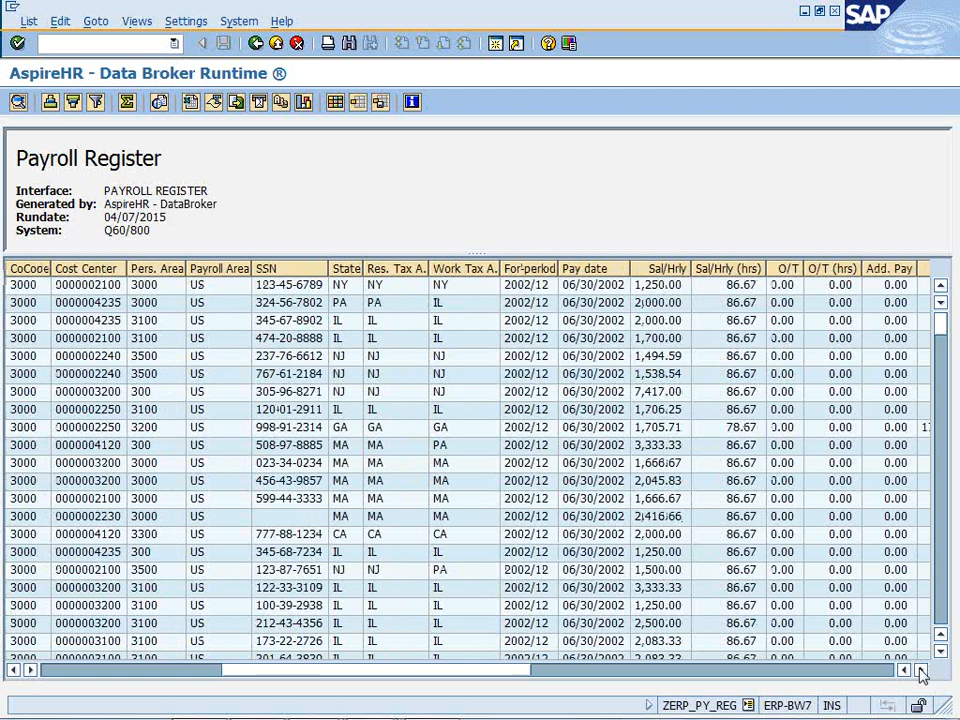 List Edit Goto Views Settings System Help
SAP
AspireHR - Data Broker Runtime ®
Payroll Register
Interface: PAYROLL REGISTER
Generated by: AspireHR - DataBroker
Rundate: 04/07/2015
System: Q60/800
CoCode Cost Center Pers. Area Payroll Area SSN State Res. Tax A. Work Tax A. For-period Pay date Sal/Hrly Sal/Hrly (hrs) O/T O/T (hrs) Add. Pay
3000 0000002100 3000 US 123-45-6789 NY NY NY 2002/12 06/30/2002 1,250.00 86.67 0.00 0.00 0.00
3000 0000004235 3000 US 324-56-7802 PA PA IL 2002/12 06/30/2002 2,000.00 86.67 0.00 0.00 0.00
3000 0000004235 3100 US 345-67-8902 IL IL IL 2002/12 06/30/2002 2,000.00 86.67 0.00 0.00 0.00
3000 0000002100 3100 US 474-20-8888 IL IL IL 2002/12 06/30/2002 1,700.00 86.67 0.00 0.00 0.00
3000 0000002240 3500 US 237-76-6612 NJ NJ NJ 2002/12 06/30/2002 1,494.59 86.67 0.00 0.00 0.00
3000 0000002240 3500 US 767-61-2184 NJ NJ NJ 2002/12 06/30/2002 1,538.54 86.67 0.00 0.00 0.00
3000 0000003200 300 US 305-96-8271 NJ NJ NJ 2002/12 06/30/2002 7,417.00 86.67 0.00 0.00 0.00
3000 0000002250 3100 US 120-01-2911 IL IL IL 2002/12 06/30/2002 1,706.25 86.67 0.00 0.00 0.00
3000 0000002250 3200 US 998-91-2314 GA GA GA 2002/12 06/30/2002 1,705.71 78.67 0.00 0.00 0.00
3000 0000004120 300 US 508-97-8885 MA MA PA 2002/12 06/30/2002 3,333.33 86.67 0.00 0.00 0.00
3000 0000003200 300 US 023-34-0234 MA MA MA 2002/12 06/30/2002 1,666.67 86.67 0.00 0.00 0.00
3000 0000003200 3000 US 456-43-9857 MA MA MA 2002/12 06/30/2002 2,045.83 86.67 0.00 0.00 0.00
3000 0000002100 3000 US 599-44-3333 MA MA MA 2002/12 06/30/2002 1,666.67 86.67 0.00 0.00 0.00
3000 0000002230 3000 US MA MA MA 2002/12 06/30/2002 2,416.66 86.67 0.00 0.00 0.00
3000 0000004120 3300 US 777-88-1234 CA CA CA 2002/12 06/30/2002 2,000.00 86.67 0.00 0.00 0.00
3000 0000004235 300 US 345-68-7234 IL IL IL 2002/12 06/30/2002 1,250.00 86.67 0.00 0.00 0.00
3000 0000002100 3500 US 123-87-7651 NJ NJ PA 2002/12 06/30/2002 1,500.00 86.67 0.00 0.00 0.00
3000 0000003200 3100 US 122-33-3109 IL IL IL 2002/12 06/30/2002 3,333.33 86.67 0.00 0.00 0.00
3000 0000003200 3100 US 100-39-2938 IL IL IL 2002/12 06/30/2002 1,250.00 86.67 0.00 0.00 0.00
3000 0000003200 3100 US 212-43-4356 IL IL IL 2002/12 06/30/2002 2,500.00 86.67 0.00 0.00 0.00
3000 0000003100 3100 US 173-22-2726 IL IL IL 2002/12 06/30/2002 2,083.33 86.67 0.00 0.00 0.00
ZERP_PY_REG ERP-BW7 INS